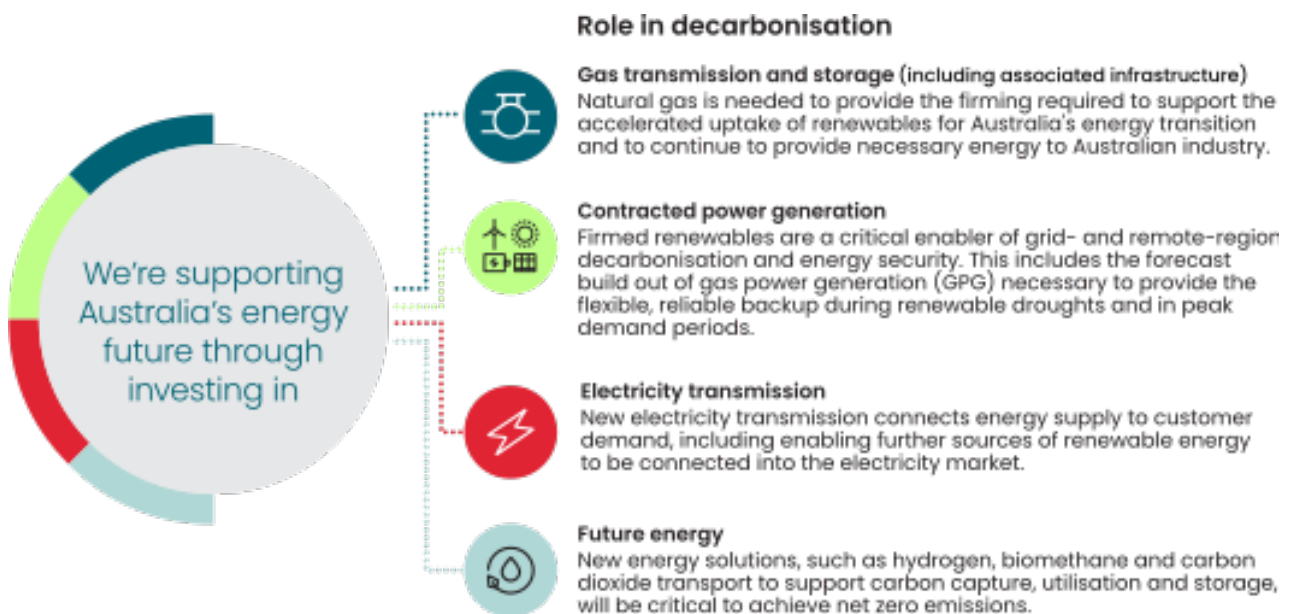 Role in decarbonisation
We're supporting
Australia's energy
future through
investing in
Gas transmission and storage (including associated infrastructure)
Natural gas is needed to provide the firming required to support the
accelerated uptake of renewables for Australia's energy transition
and to continue to provide necessary energy to Australian industry.
Contracted power generation
Firmed renewables are a critical enabler of grid- and remote-region
decarbonisation and energy security. This includes the forecast
build out of gas power generation (GPG) necessary to provide the
flexible, reliable backup during renewable droughts and in peak
demand periods.
Electricity transmission
New electricity transmission connects energy supply to customer
demand, including enabling further sources of renewable energy
to be connected into the electricity market.
Future energy
New energy solutions, such as hydrogen, biomethane and carbon
dioxide transport to support carbon capture, utilisation and storage,
will be critical to achieve net zero emissions.